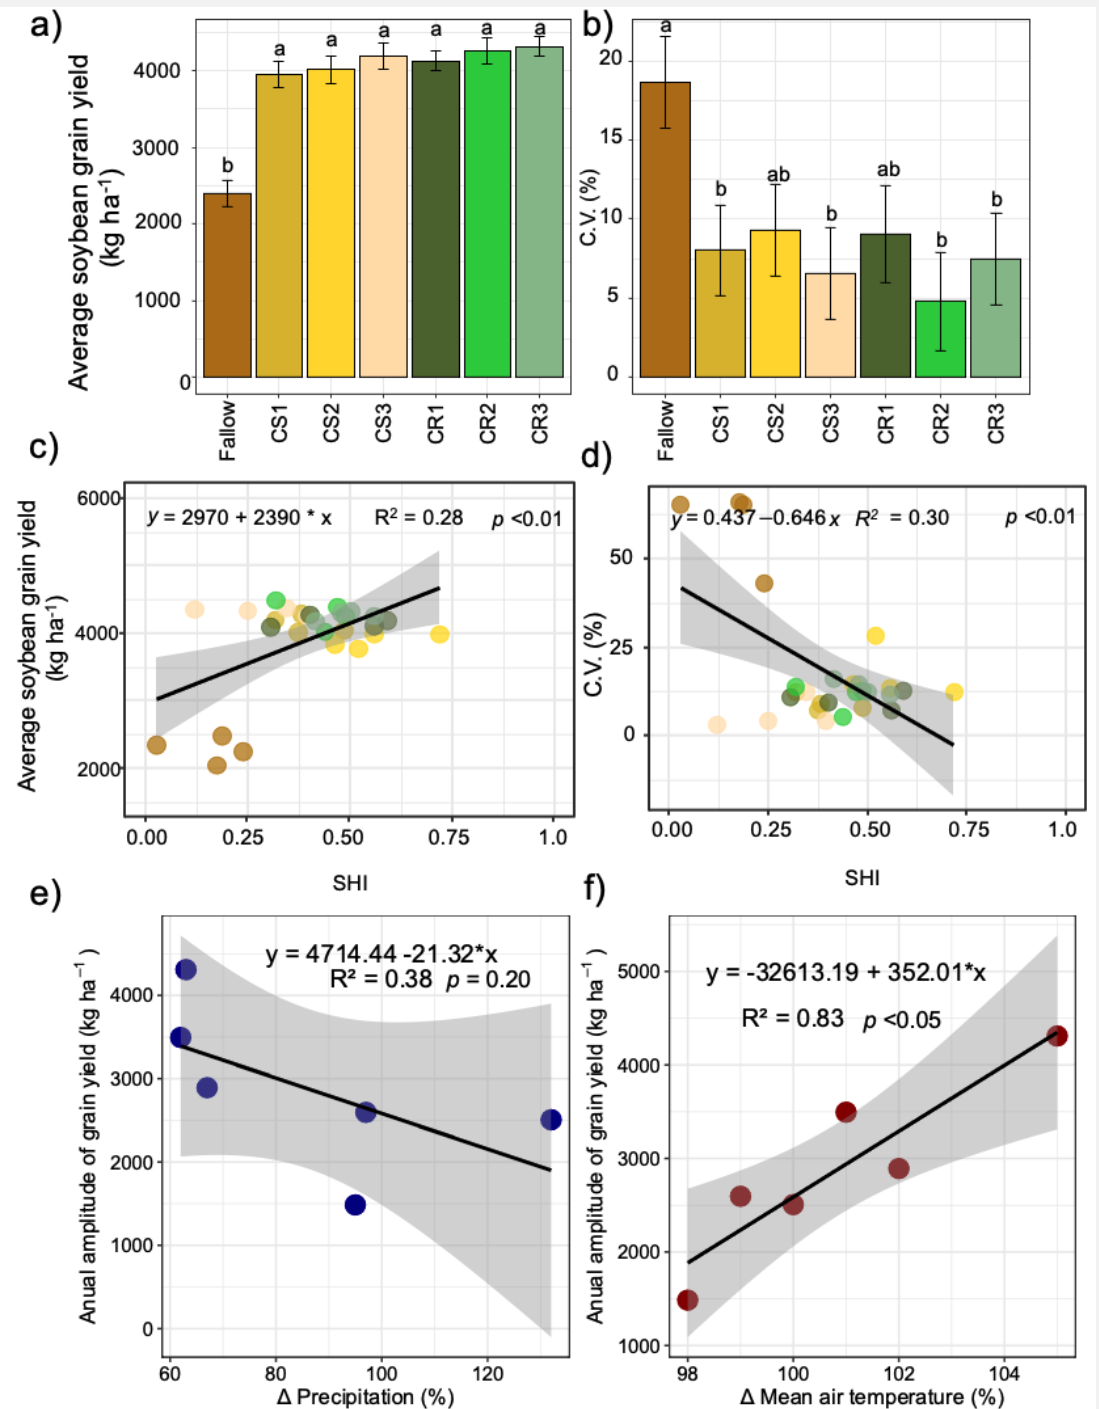 a)
Average soybean grain yield
(kg ha⁻¹)
4000
3000
2000
1000
0
b
a
a
a
a
a
a
Fallow
CS1
CS2
CS3
CR1
CR2
CR3
b)
C.V. (%)
20
15
10
5
0
a
b
ab
b
ab
b
b
Fallow
CS1
CS2
CS3
CR1
CR2
CR3
c)
Average soybean grain yield
(kg ha⁻¹)
6000
4000
2000
y = 2970 + 2390 * x R² = 0.28 p <0.01
0.00 0.25 0.50 0.75 1.0
SHI
d)
C.V. (%)
50
25
0
y = 0.437 –0.646x R² = 0.30 p <0.01
0.00 0.25 0.50 0.75 1.0
SHI
e)
Anual amplitude of grain yield (kg ha⁻¹ )
4000
3000
2000
1000
0
y = 4714.44 -21.32*x
R² = 0.38 p = 0.20
60 80 100 120
Δ Precipitation (%)
f)
Anual amplitude of grain yield (kg ha⁻¹ )
5000
4000
3000
2000
1000
y = -32613.19 + 352.01*x
R² = 0.83 p <0.05
98 100 102 104
Δ Mean air temperature (%)